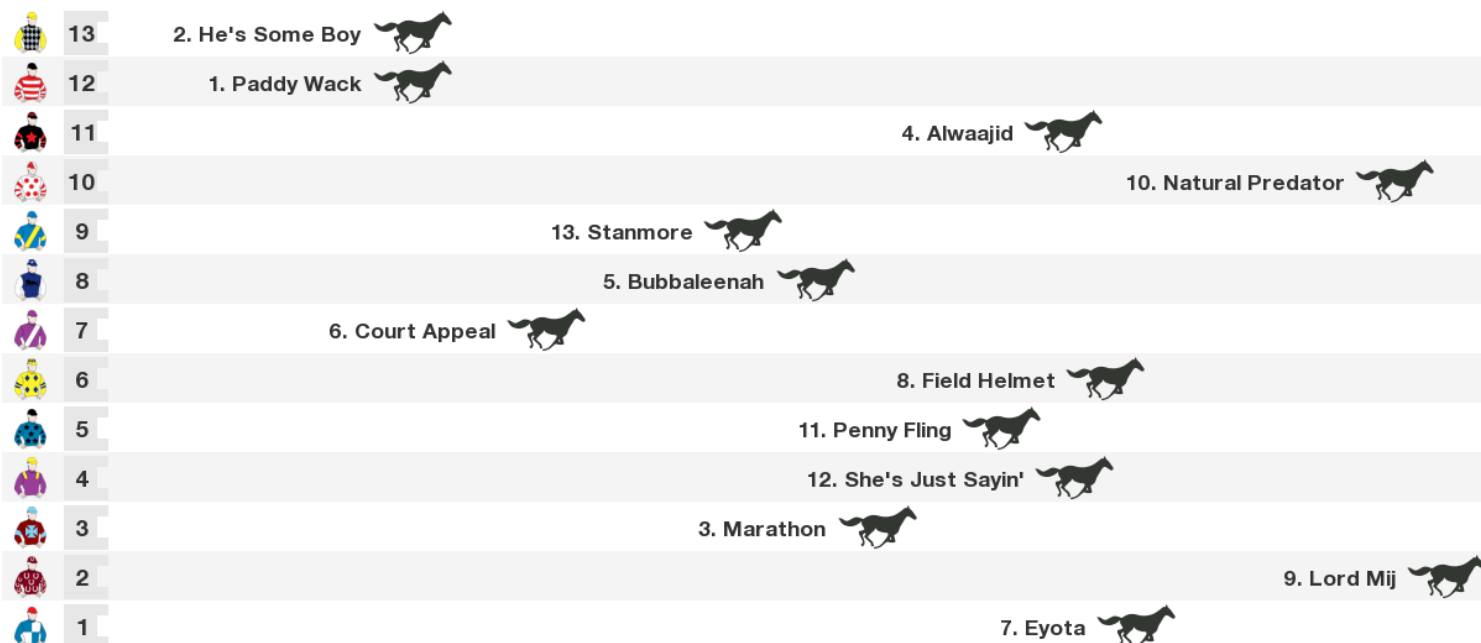 13 2. He's Some Boy
12 1. Paddy Wack
11 4. Alwaajid
10 10. Natural Predator
9 13. Stanmore
8 5. Bubbaleenah
7 6. Court Appeal
6 8. Field Helmet
5 11. Penny Fling
4 12. She's Just Sayin'
3 3. Marathon
2 9. Lord Mij
1 7. Eyota